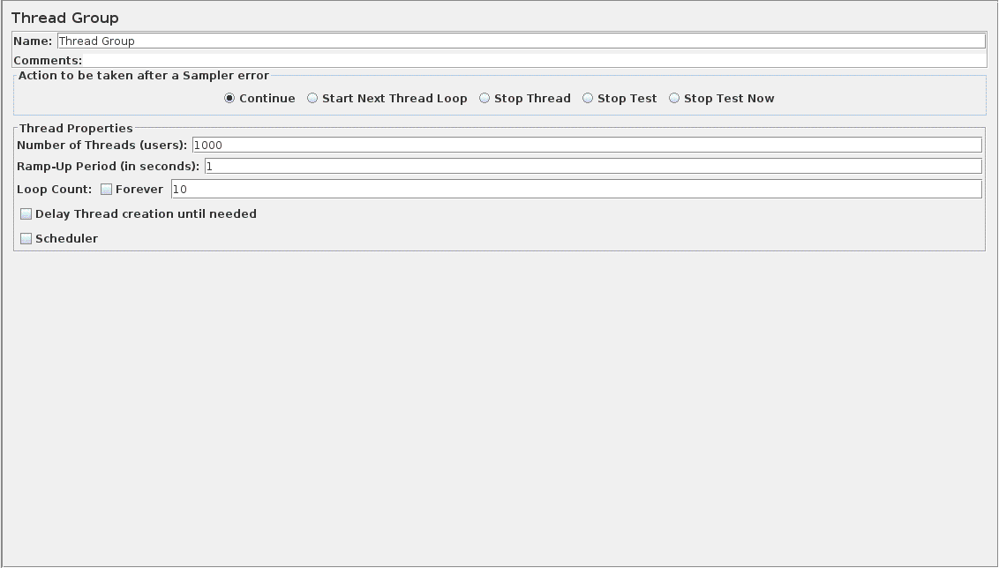 Thread Group
Name: Thread Group
Comments:
Action to be taken after a Sampler error
Continue Start Next Thread Loop Stop Thread Stop Test Stop Test Now
Thread Properties
Number of Threads (users): 1000
Ramp-Up Period (in seconds): 1
Loop Count: Forever 10
Delay Thread creation until needed
Scheduler